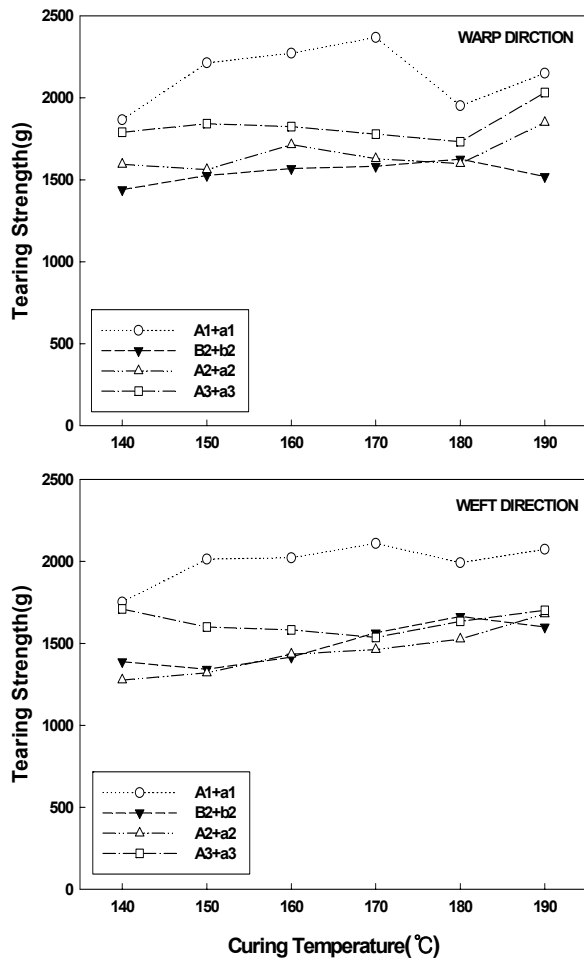 2500
WARP DIRCTION
2000
1500
1000
500
0
Tearing Strength(g)
A1+a1
B2+b2
A2+a2
A3+a3
140 150 160 170 180 190
2500
WEFT DIRECTION
2000
1500
1000
500
0
Tearing Strength(g)
A1+a1
B2+b2
A2+a2
A3+a3
140 150 160 170 180 190
Curing Temperature(℃)